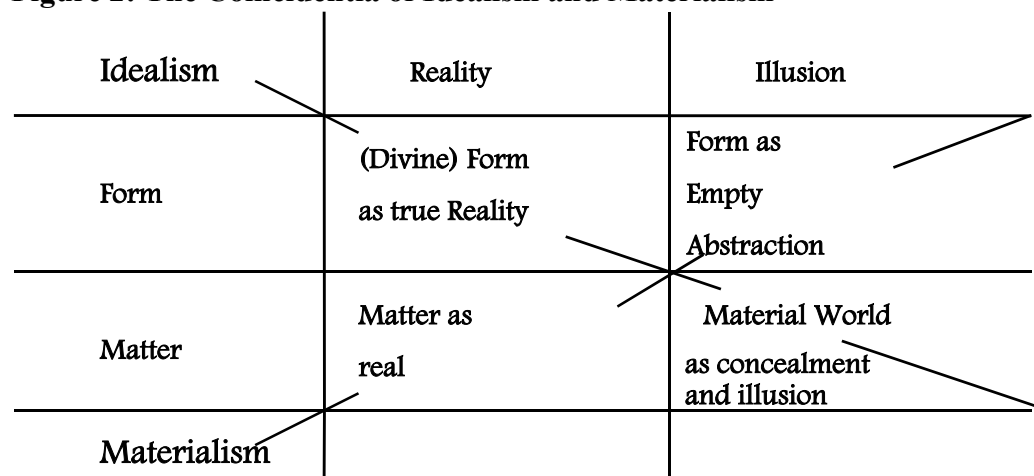 Figure 2: The Coincidentia of Idealism and Materialism
Idealism Reality Illusion
Form
(Divine) Form
as true Reality
Form as
Empty
Abstraction
Matter
Matter as
real
Material World
as concealment
and illusion
Materialism